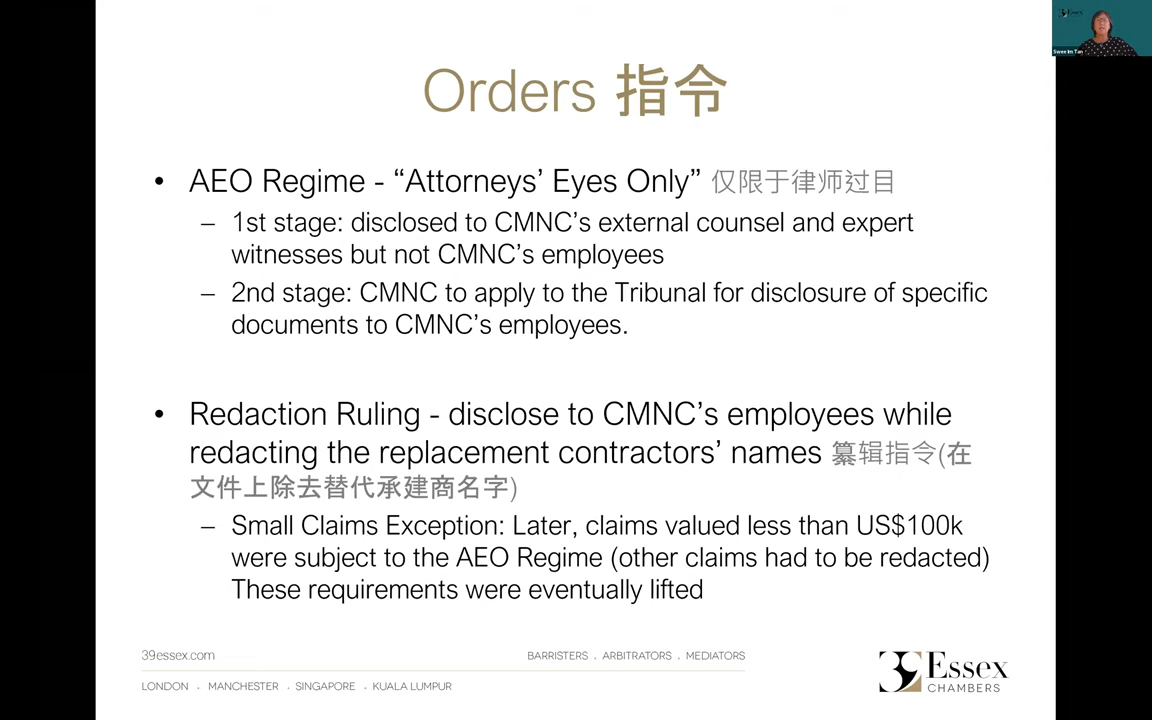 Orders 指令
• AEO Regime - “Attorneys’ Eyes Only” 仅限于律师过目
– 1st stage: disclosed to CMNC’s external counsel and expert
witnesses but not CMNC’s employees
– 2nd stage: CMNC to apply to the Tribunal for disclosure of specific
documents to CMNC’s employees.
• Redaction Ruling - disclose to CMNC’s employees while
redacting the replacement contractors’ names 纂辑指令(在
文件上除去替代承建商名字)
– Small Claims Exception: Later, claims valued less than US$100k
were subject to the AEO Regime (other claims had to be redacted)
These requirements were eventually lifted
39essex.com
BARRISTERS . ARBITRATORS . MEDIATORS
LONDON . MANCHESTER . SINGAPORE . KUALA LUMPUR
39 Essex
CHAMBERS
39 Essex
Swee Im Tan